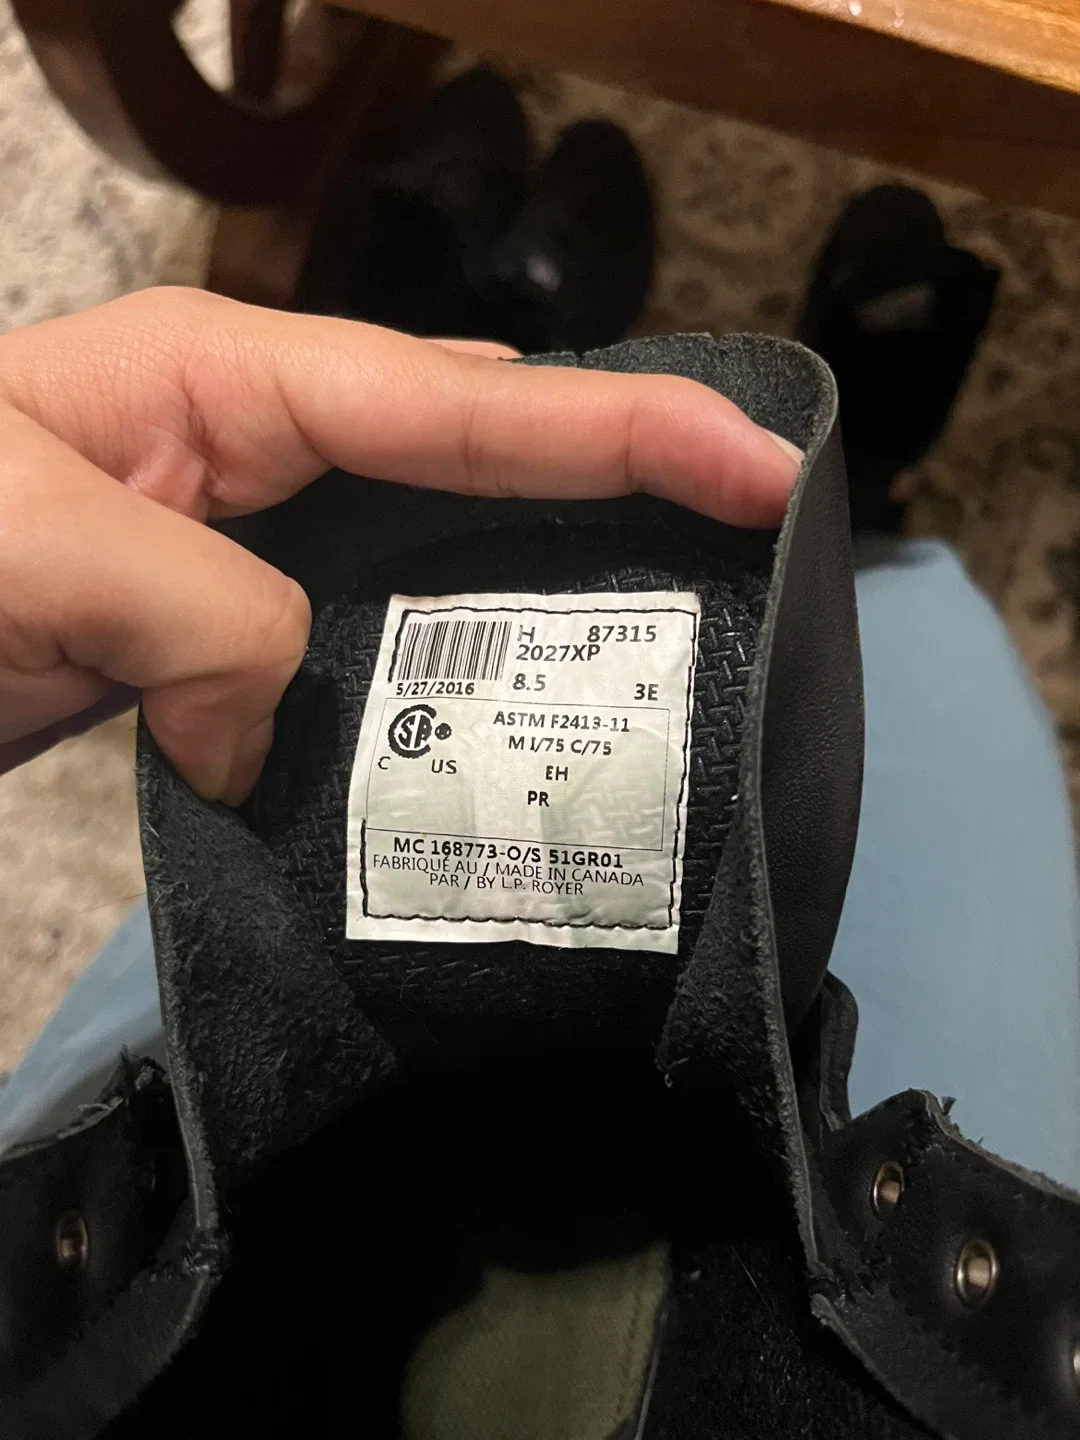 H 87315
2027XP
5/27/2016 8.5 3E
SA
C US
ASTM F2413-11
M I/75 C/75
EH
PR
MC 168773-O/S 51GR01
FABRIQUÉ AU / MADE IN CANADA
PAR / BY L.P. ROYER